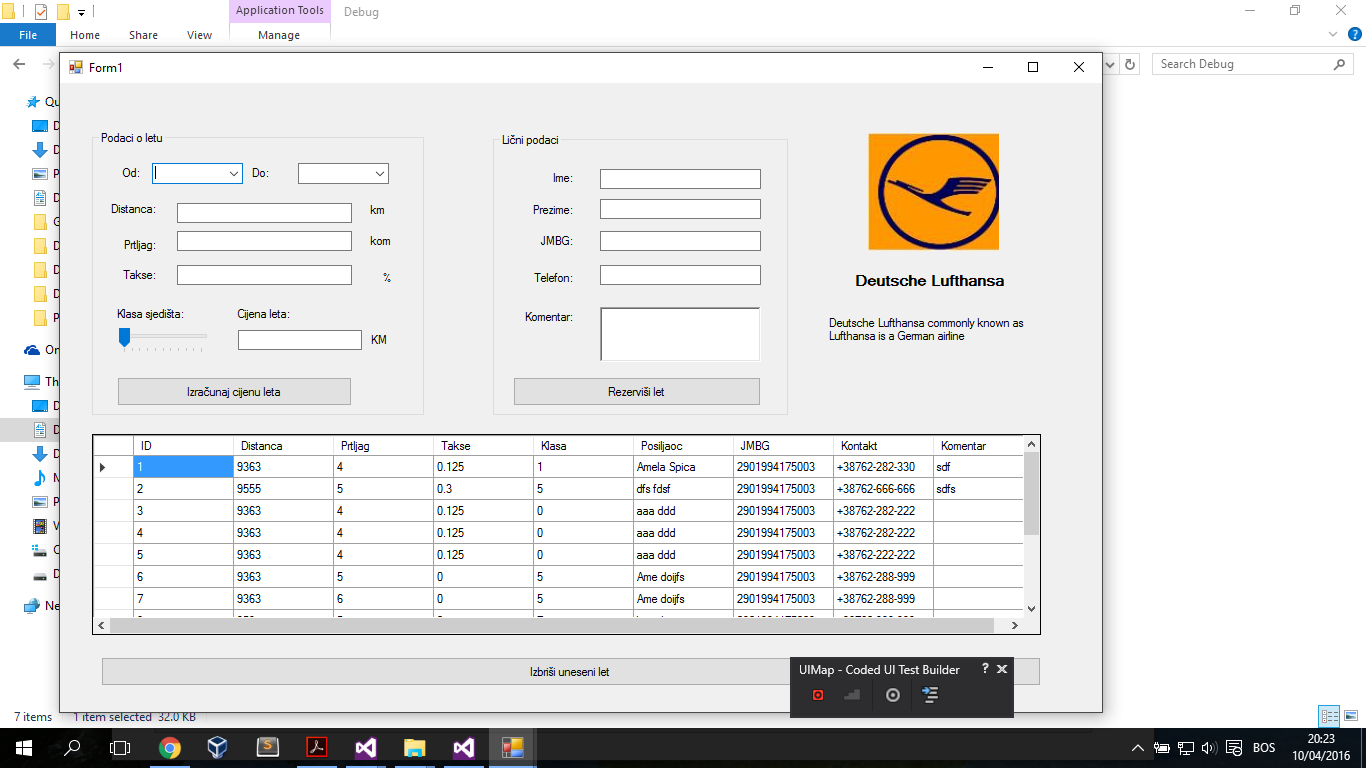 Application Tools
Debug
File
Home
Share
View
Manage
Search Debug
Form1
Podaci o letu
Od:
Do:
Distanca:
km
Prtljag:
kom
Takse:
%
Klasa sjedišta:
Cijena leta:
KM
Izračunaj cijenu leta
Lični podaci
Ime:
Prezime:
JMBG:
Telefon:
Komentar:
Rezerviši let
Deutsche Lufthansa
Deutsche Lufthansa commonly known as
Lufthansa is a German airline
ID Distanca Prtljag Takse Klasa Posiljaoc JMBG Kontakt Komentar
1 9363 4 0.125 1 Amela Spica 2901994175003 +38762-282-330 sdf
2 9555 5 0.3 5 dfs fdsf 2901994175003 +38762-666-666 sdfs
3 9363 4 0.125 0 aaa ddd 2901994175003 +38762-282-222
4 9363 4 0.125 0 aaa ddd 2901994175003 +38762-282-222
5 9363 4 0.125 0 aaa ddd 2901994175003 +38762-222-222
6 9363 5 0 5 Ame doijfs 2901994175003 +38762-288-999
7 9363 6 0 5 Ame doijfs 2901994175003 +38762-288-999
Izbriši uneseni let
UIMap - Coded UI Test Builder
?
7 items
1 item selected 32.0 KB
BOS
20:23
10/04/2016